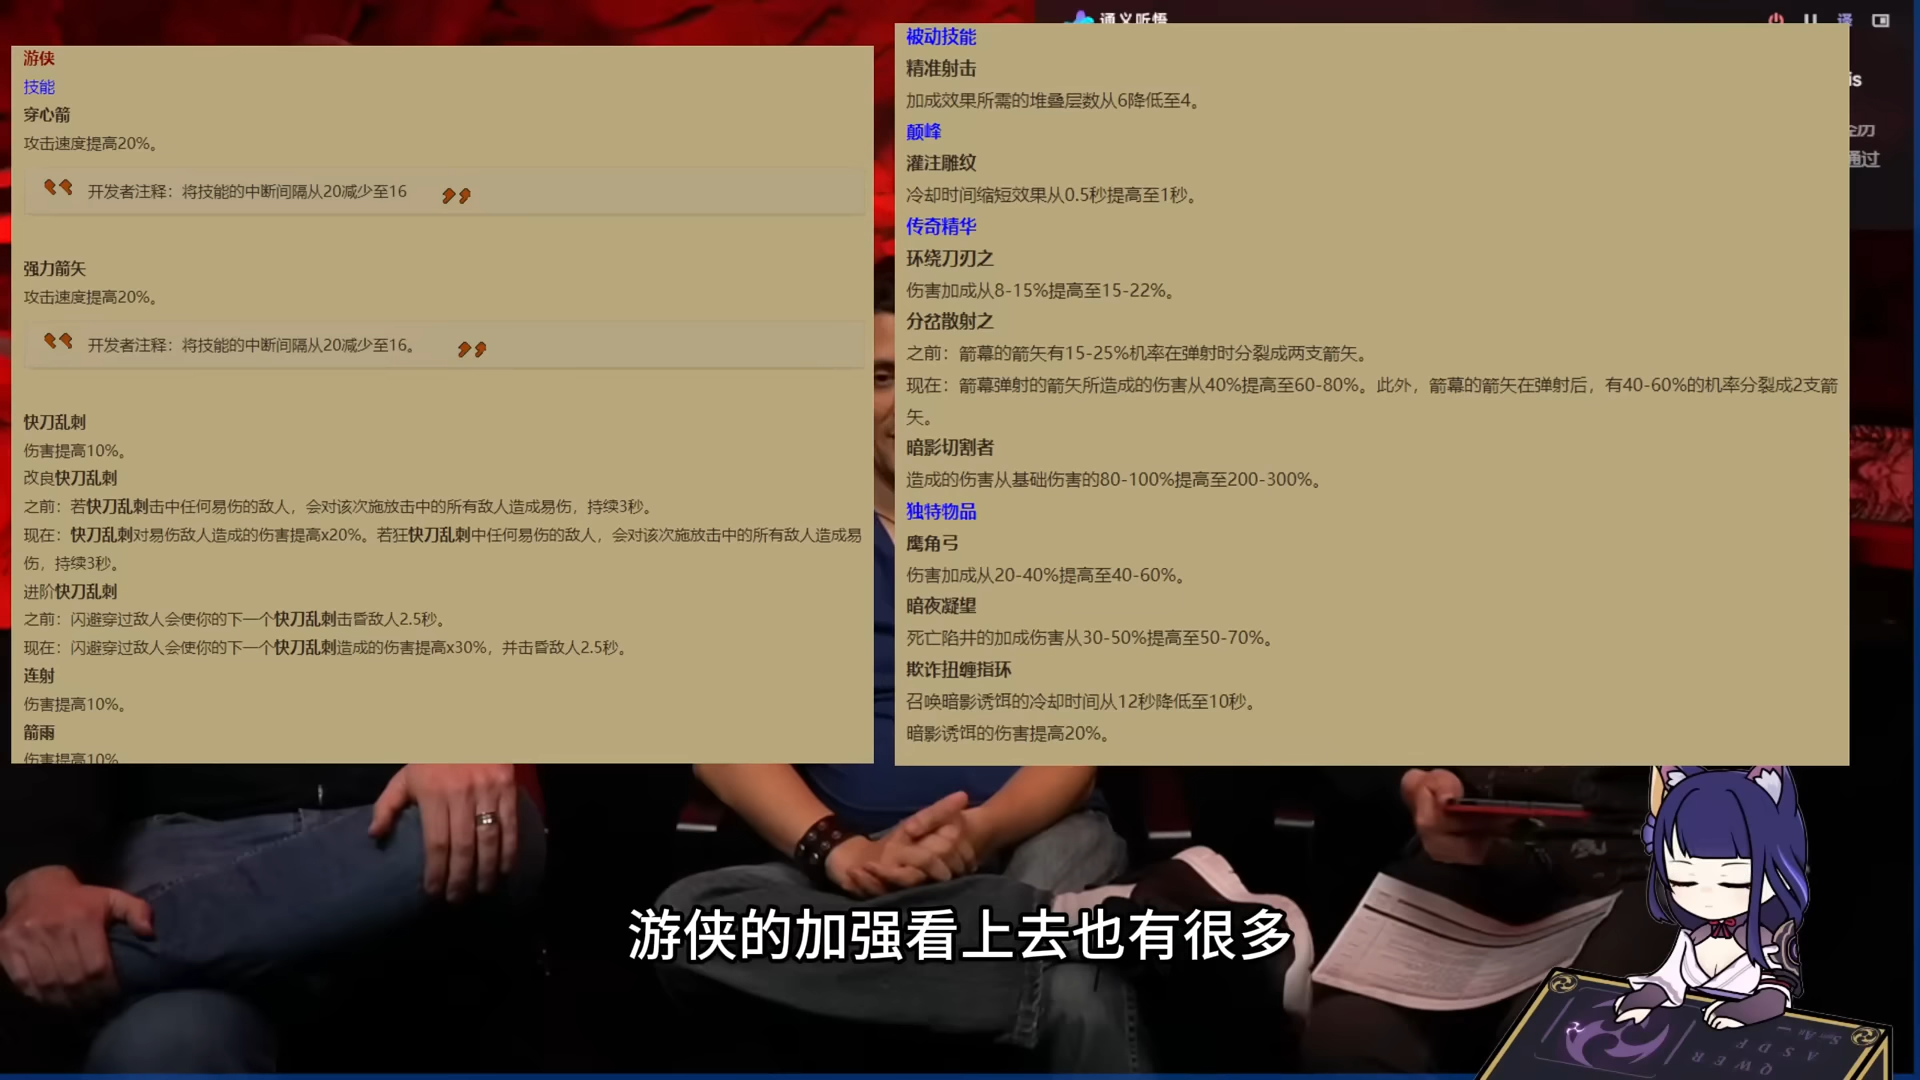 通义听悟
is
通过
游侠
技能
穿心箭
攻击速度提高20%。
开发者注释：将技能的中断间隔从20减少至16
强力箭矢
攻击速度提高20%。
开发者注释：将技能的中断间隔从20减少至16。
快刀乱刺
伤害提高10%。
改良快刀乱刺
之前：若快刀乱刺击中任何易伤的敌人，会对该次施放击中的所有敌人造成易伤，持续3秒。
现在：快刀乱刺对易伤敌人造成的伤害提高x20%。若狂快刀乱刺中任何易伤的敌人，会对该次施放击中的所有敌人造成易
伤，持续3秒。
进阶快刀乱刺
之前：闪避穿过敌人会使你的下一个快刀乱刺击昏敌人2.5秒。
现在：闪避穿过敌人会使你的下一个快刀乱刺造成的伤害提高x30%，并击昏敌人2.5秒。
连射
伤害提高10%。
箭雨
伤害提高10%
被动技能
精准射击
加成效果所需的堆叠层数从6降低至4。
颠峰
灌注雕纹
冷却时间缩短效果从0.5秒提高至1秒。
传奇精华
环绕刀刃之
伤害加成从8-15%提高至15-22%。
分岔散射之
之前：箭幕的箭矢有15-25%机率在弹射时分裂成两支箭矢。
现在：箭幕弹射的箭矢所造成的伤害从40%提高至60-80%。此外，箭幕的箭矢在弹射后，有40-60%的机率分裂成2支箭
矢。
暗影切割者
造成的伤害从基础伤害的80-100%提高至200-300%。
独特物品
鹰角弓
伤害加成从20-40%提高至40-60%。
暗夜凝望
死亡陷井的加成伤害从30-50%提高至50-70%。
欺诈扭缠指环
召唤暗影诱饵的冷却时间从12秒降低至10秒。
暗影诱饵的伤害提高20%。
游侠的加强看上去也有很多
Q W E R
A S D F